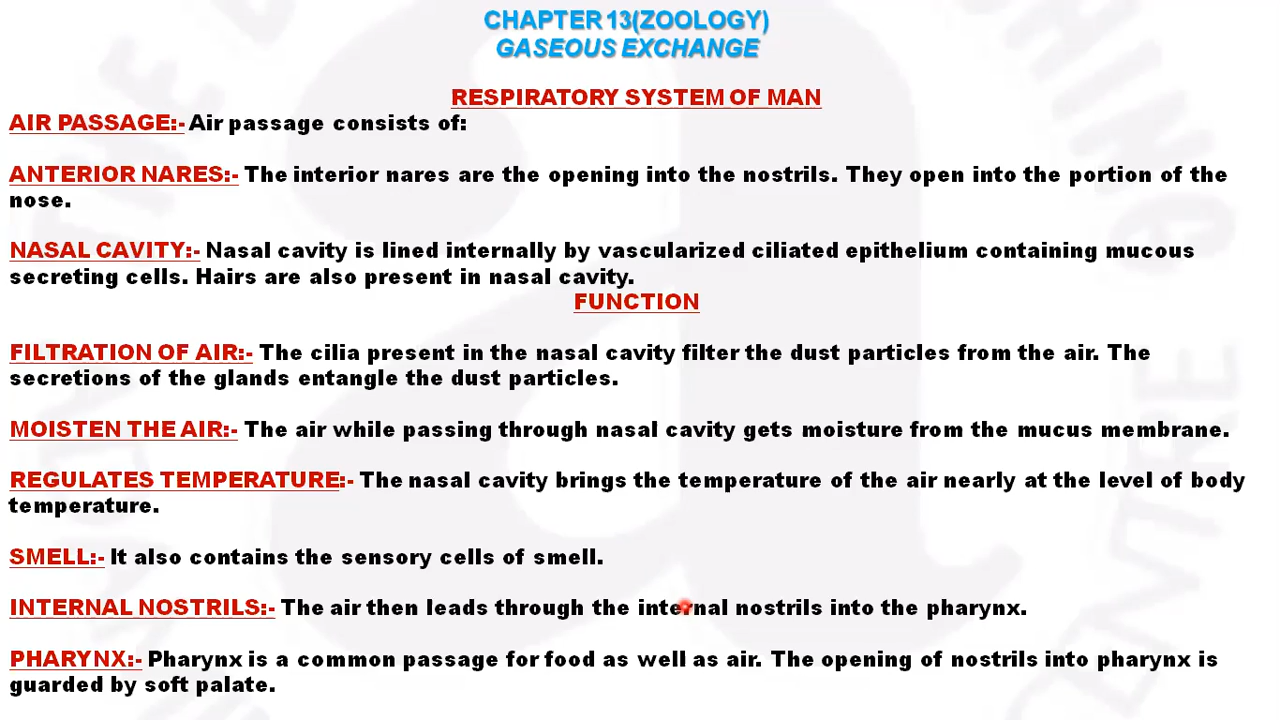 CHAPTER 13(ZOOLOGY)
GASEOUS EXCHANGE
RESPIRATORY SYSTEM OF MAN
AIR PASSAGE:- Air passage consists of:
ANTERIOR NARES:- The interior nares are the opening into the nostrils. They open into the portion of the
nose.
NASAL CAVITY:- Nasal cavity is lined internally by vascularized ciliated epithelium containing mucous
secreting cells. Hairs are also present in nasal cavity.
FUNCTION
FILTRATION OF AIR:- The cilia present in the nasal cavity filter the dust particles from the air. The
secretions of the glands entangle the dust particles.
MOISTEN THE AIR:- The air while passing through nasal cavity gets moisture from the mucus membrane.
REGULATES TEMPERATURE:- The nasal cavity brings the temperature of the air nearly at the level of body
temperature.
SMELL:- It also contains the sensory cells of smell.
INTERNAL NOSTRILS:- The air then leads through the internal nostrils into the pharynx.
PHARYNX:- Pharynx is a common passage for food as well as air. The opening of nostrils into pharynx is
guarded by soft palate.